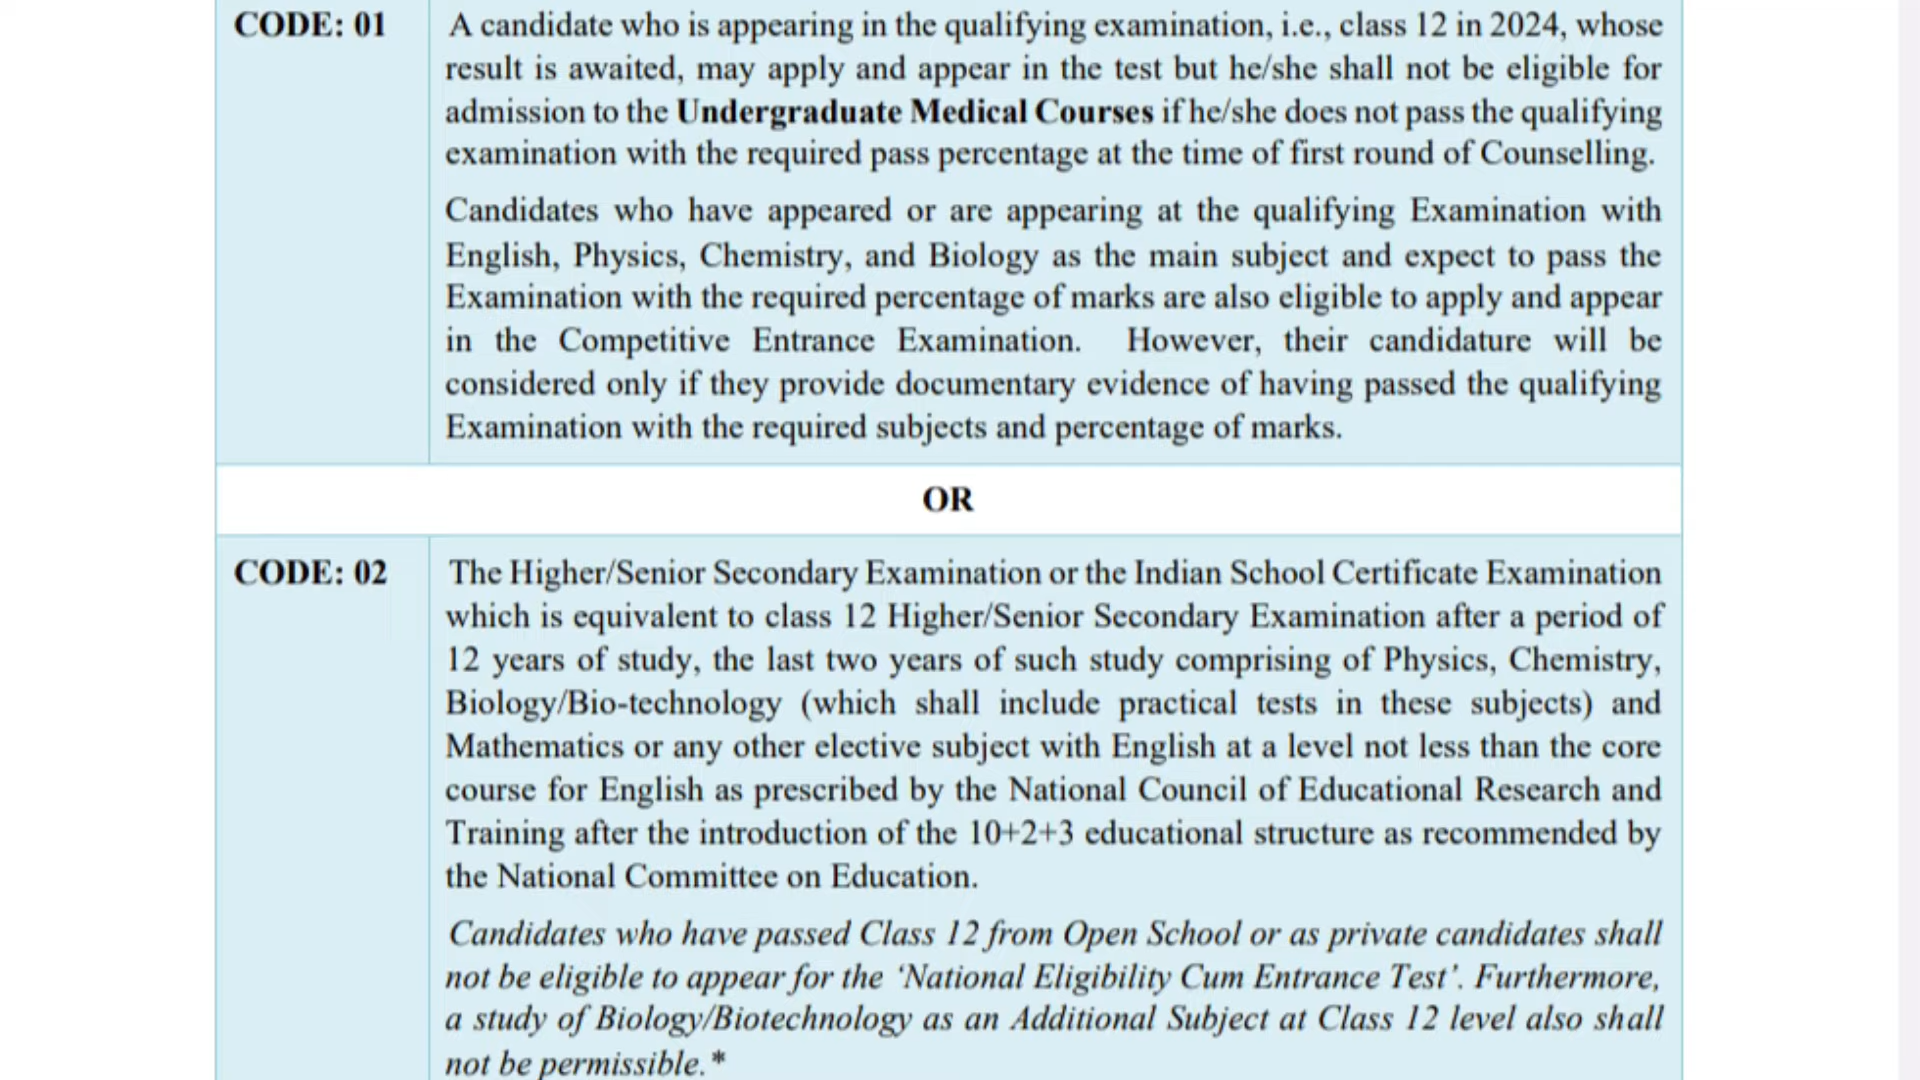 CODE: 01
A candidate who is appearing in the qualifying examination, i.e., class 12 in 2024, whose
result is awaited, may apply and appear in the test but he/she shall not be eligible for
admission to the Undergraduate Medical Courses if he/she does not pass the qualifying
examination with the required pass percentage at the time of first round of Counselling.
Candidates who have appeared or are appearing at the qualifying Examination with
English, Physics, Chemistry, and Biology as the main subject and expect to pass the
Examination with the required percentage of marks are also eligible to apply and appear
in the Competitive Entrance Examination. However, their candidature will be
considered only if they provide documentary evidence of having passed the qualifying
Examination with the required subjects and percentage of marks.
OR
CODE: 02
The Higher/Senior Secondary Examination or the Indian School Certificate Examination
which is equivalent to class 12 Higher/Senior Secondary Examination after a period of
12 years of study, the last two years of such study comprising of Physics, Chemistry,
Biology/Bio-technology (which shall include practical tests in these subjects) and
Mathematics or any other elective subject with English at a level not less than the core
course for English as prescribed by the National Council of Educational Research and
Training after the introduction of the 10+2+3 educational structure as recommended by
the National Committee on Education.
Candidates who have passed Class 12 from Open School or as private candidates shall
not be eligible to appear for the ‘National Eligibility Cum Entrance Test’. Furthermore,
a study of Biology/Biotechnology as an Additional Subject at Class 12 level also shall
not be permissible.*